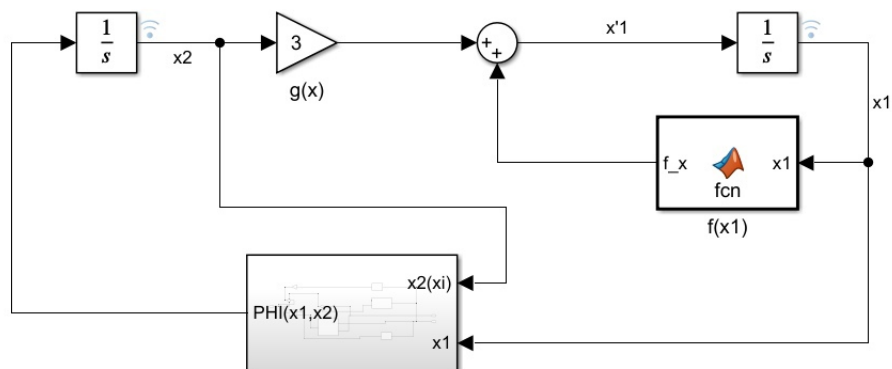 1
s
x2
3
g(x)
+
+
x'1
1
s
x1
f_x
fcn
x1
f(x1)
x2(xi)
PHI(x1,x2)
x1